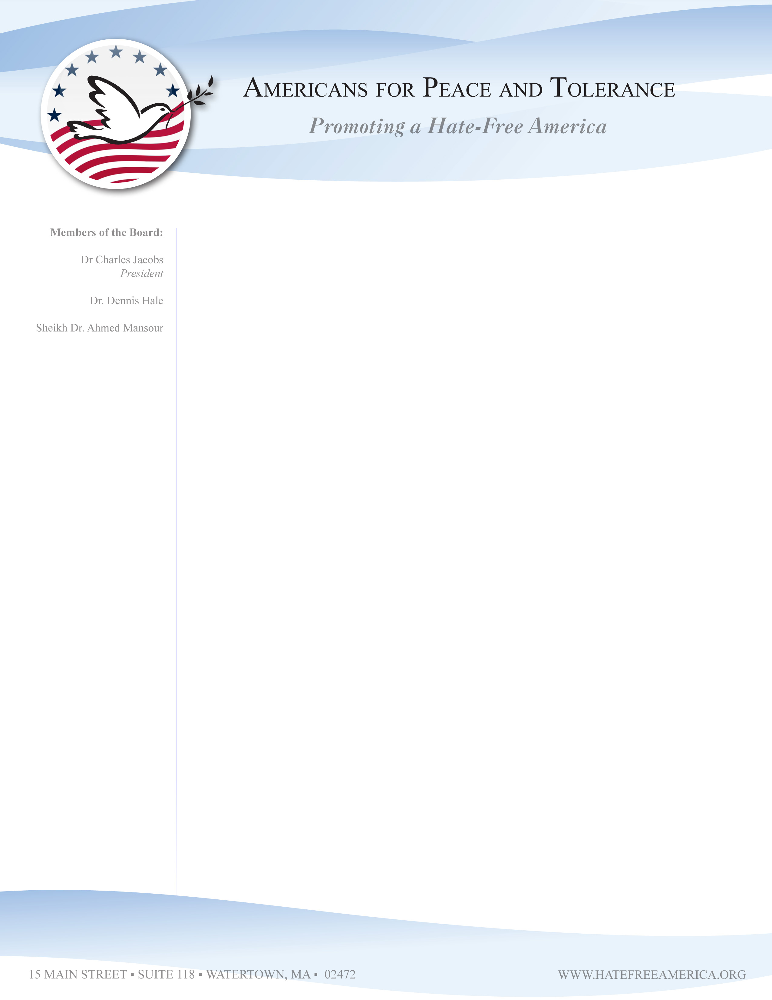 Americans for Peace and Tolerance
Promoting a Hate-Free America
Members of the Board:
Dr Charles Jacobs
President
Dr. Dennis Hale
Sheikh Dr. Ahmed Mansour
15 MAIN STREET ▪ SUITE 118 ▪ WATERTOWN, MA ▪ 02472
WWW.HATEFREEAMERICA.ORG